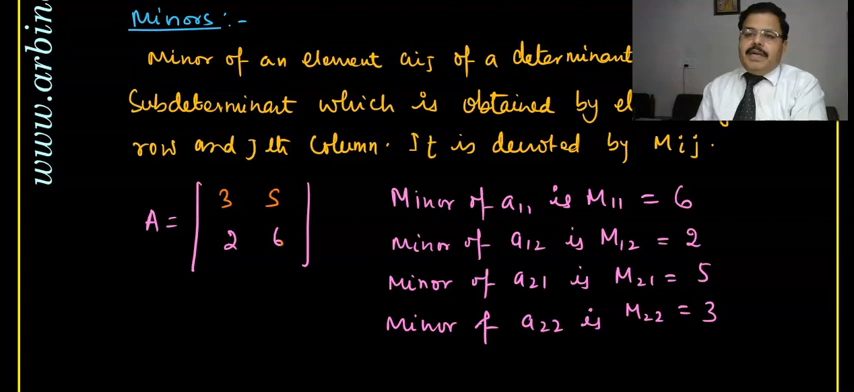 www.arbin
Minors:-
Minor of an element aij of a determinant
Subdeterminant which is obtained by el
row and jth Column. It is denoted by Mij.
A = | 3 5 |
| 2 6 |
Minor of a11 is M11 = 6
Minor of a12 is M12 = 2
Minor of a21 is M21 = 5
Minor of a22 is M22 = 3